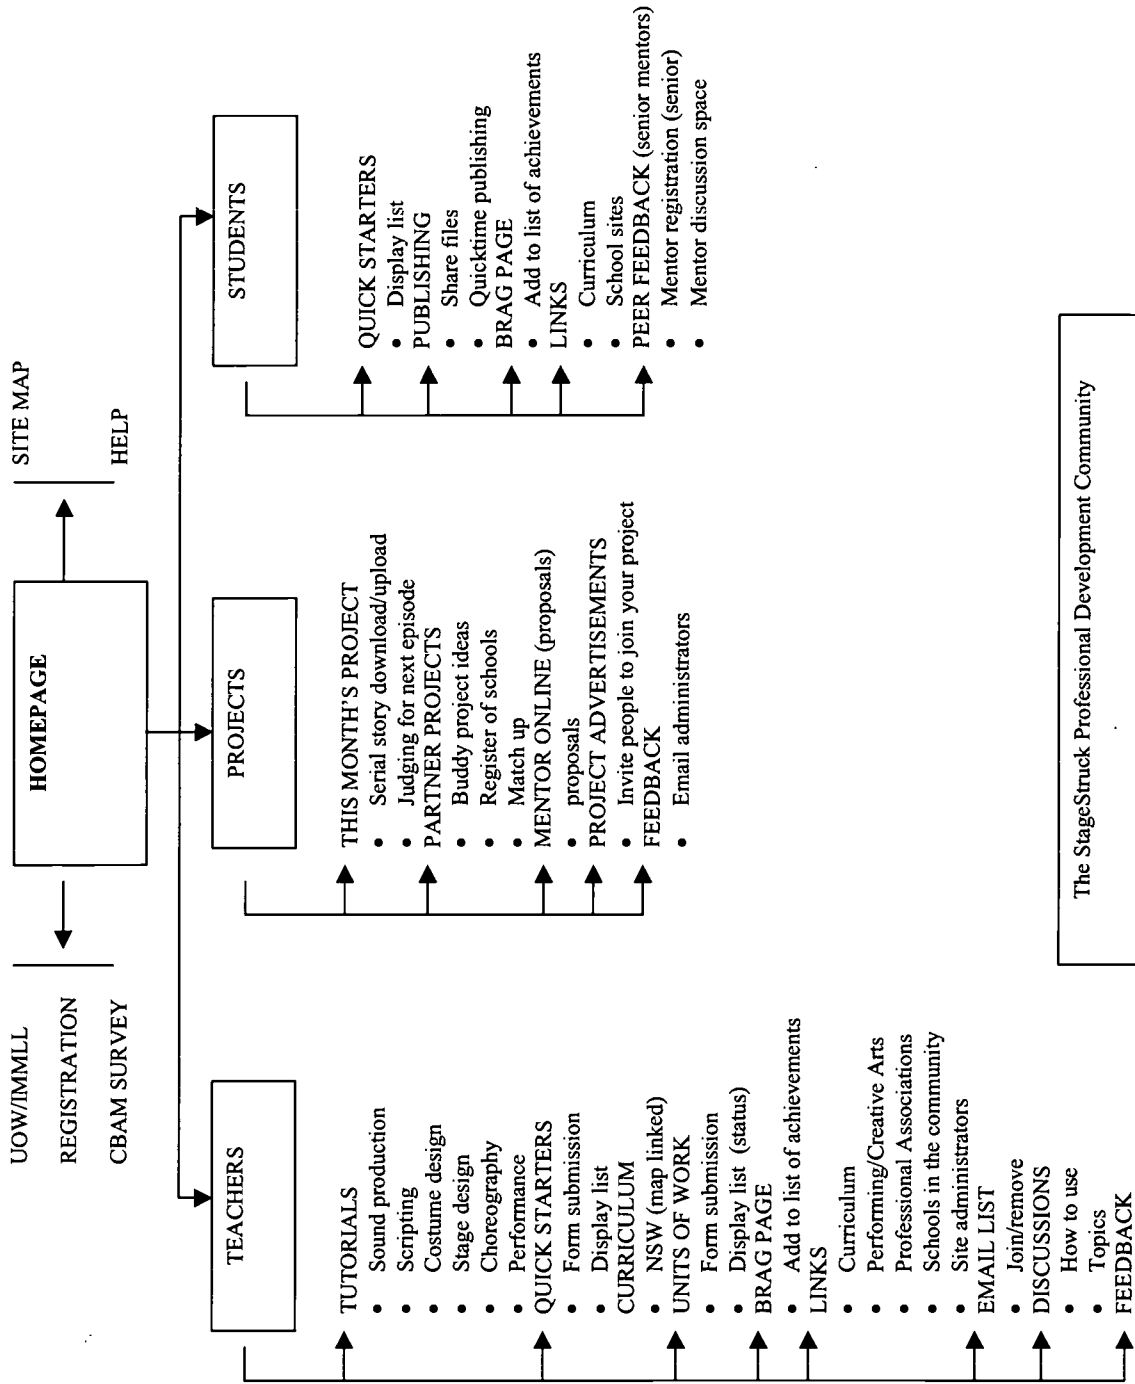 UOW/IMMLL
REGISTRATION
CBAM SURVEY
HOMEPAGE
SITE MAP
HELP
TEACHERS
TUTORIALS
• Sound production
• Scripting
• Costume design
• Stage design
• Choreography
• Performance
QUICK STARTERS
• Form submission
• Display list
CURRICULUM
• NSW (map linked)
UNITS OF WORK
• Form submission
• Display list (status)
BRAG PAGE
• Add to list of achievements
LINKS
• Curriculum
• Performing/Creative Arts
• Professional Associations
• Schools in the community
• Site administrators
EMAIL LIST
• Join/remove
DISCUSSIONS
• How to use
• Topics
FEEDBACK
PROJECTS
THIS MONTH'S PROJECT
• Serial story download/upload
• Judging for next episode
PARTNER PROJECTS
• Buddy project ideas
• Register of schools
• Match up
MENTOR ONLINE (proposals)
• proposals
PROJECT ADVERTISEMENTS
• Invite people to join your project
FEEDBACK
• Email administrators
STUDENTS
QUICK STARTERS
• Display list
PUBLISHING
• Share files
• Quicktime publishing
BRAG PAGE
• Add to list of achievements
LINKS
• Curriculum
• School sites
PEER FEEDBACK (senior mentors)
• Mentor registration (senior)
• Mentor discussion space
The StageStruck Professional Development Community